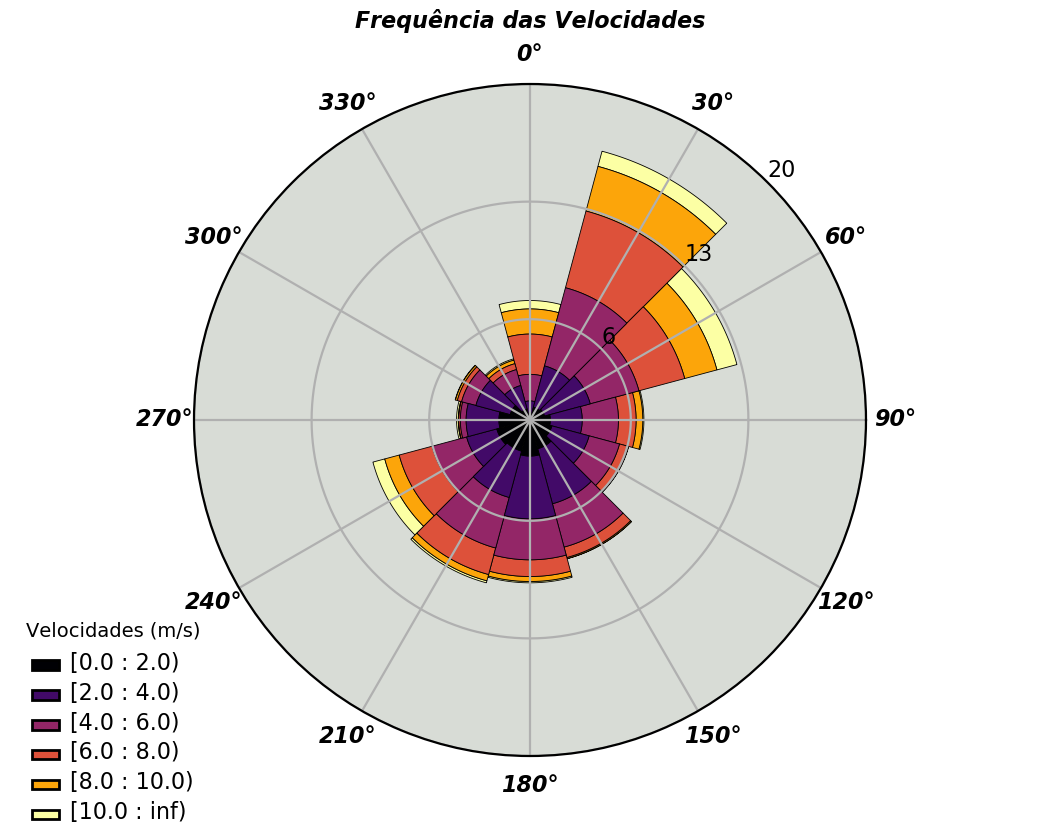 Frequência das Velocidades
0°
330°
30°
20
300°
60°
13
6
270°
90°
240°
120°
Velocidades (m/s)
[0.0 : 2.0)
[2.0 : 4.0)
[4.0 : 6.0)
[6.0 : 8.0)
[8.0 : 10.0)
[10.0 : inf)
210°
150°
180°